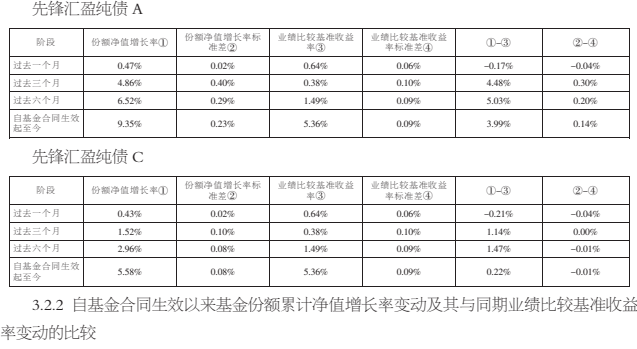 先锋汇盈纯债 A
阶段 份额净值增长率① 份额净值增长率标准差② 业绩比较基准收益率③ 业绩比较基准收益率标准差④ ①-③ ②-④
过去一个月 0.47% 0.02% 0.64% 0.06% -0.17% -0.04%
过去三个月 4.86% 0.40% 0.38% 0.10% 4.48% 0.30%
过去六个月 6.52% 0.29% 1.49% 0.09% 5.03% 0.20%
自基金合同生效起至今 9.35% 0.23% 5.36% 0.09% 3.99% 0.14%
先锋汇盈纯债 C
阶段 份额净值增长率① 份额净值增长率标准差② 业绩比较基准收益率③ 业绩比较基准收益率标准差④ ①-③ ②-④
过去一个月 0.43% 0.02% 0.64% 0.06% -0.21% -0.04%
过去三个月 1.52% 0.10% 0.38% 0.10% 1.14% 0.00%
过去六个月 2.96% 0.08% 1.49% 0.09% 1.47% -0.01%
自基金合同生效起至今 5.58% 0.08% 5.36% 0.09% 0.22% -0.01%
3.2.2 自基金合同生效以来基金份额累计净值增长率变动及其与同期业绩比较基准收益
率变动的比较